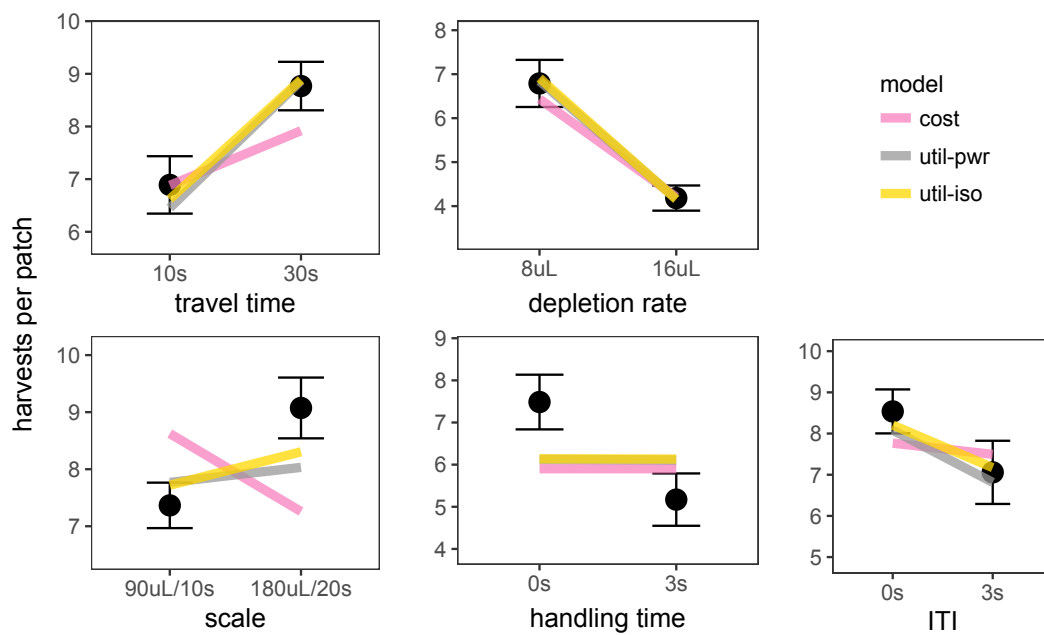 harvests per patch
10
9
8
7
6
10s
30s
travel time
8
7
6
5
4
8uL
16uL
depletion rate
model
cost
util-pwr
util-iso
10
9
8
7
90uL/10s
180uL/20s
scale
9
8
7
6
5
4
0s
3s
handling time
10
9
8
7
6
5
0s
3s
ITI